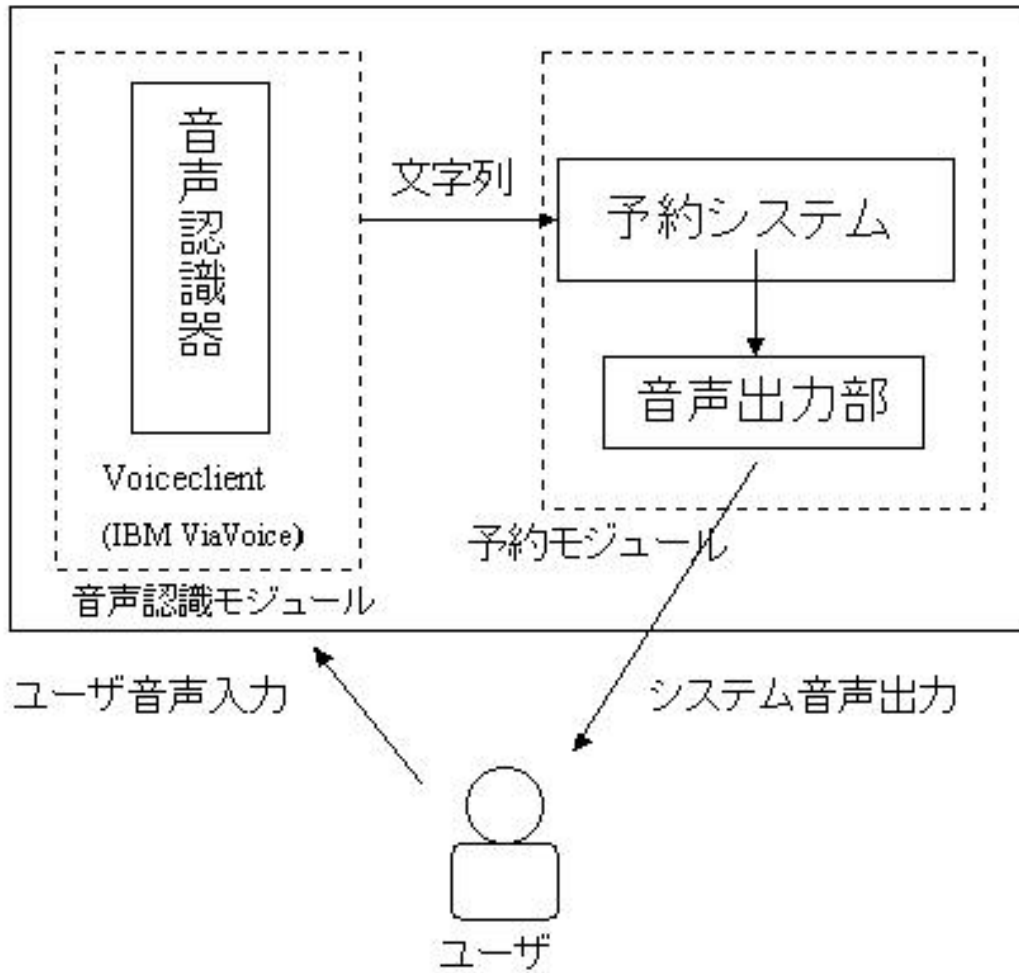 音声認識器
Voiceclient
(IBM ViaVoice)
音声認識モジュール
文字列
予約システム
音声出力部
予約モジュール
ユーザ音声入力
システム音声出力
ユーザ